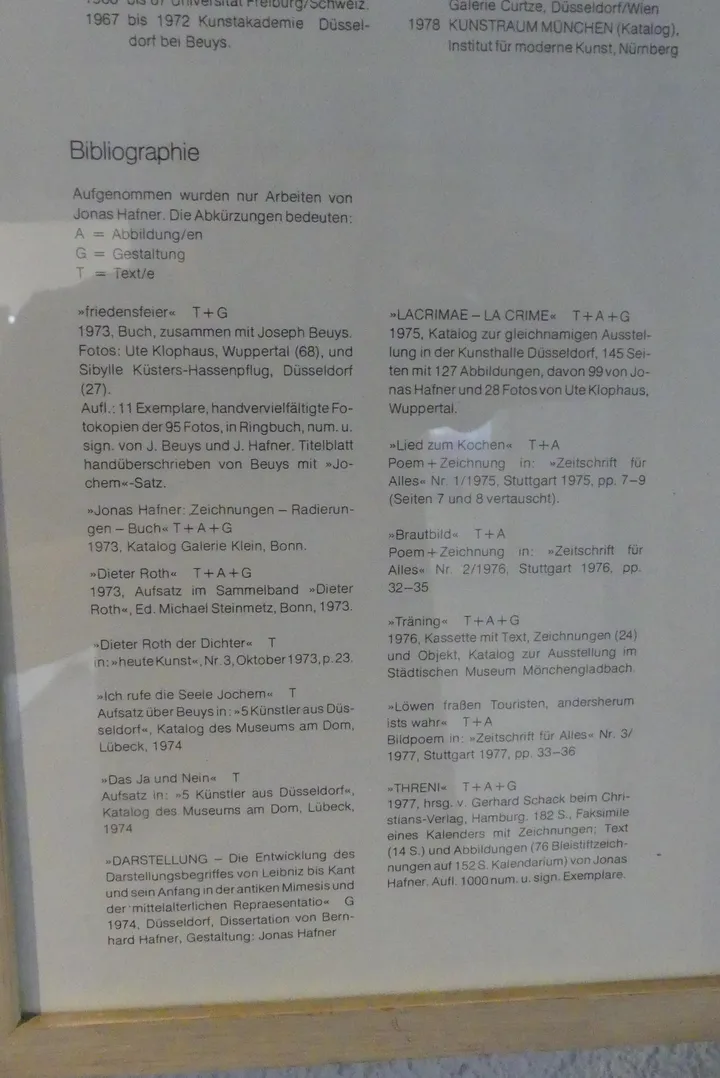 1966 bis 67 Universität Freiburg/Schweiz.
1967 bis 1972 Kunstakademie Düssel-
dorf bei Beuys.
Galerie Curtze, Düsseldorf/Wien
1978 KUNSTRAUM MÜNCHEN (Katalog),
Institut für moderne Kunst, Nürnberg
Bibliographie
Aufgenommen wurden nur Arbeiten von
Jonas Hafner. Die Abkürzungen bedeuten:
A = Abbildung/en
G = Gestaltung
T = Text/e
»friedensfeier« T+G
1973, Buch, zusammen mit Joseph Beuys.
Fotos: Ute Klophaus, Wuppertal (68), und
Sibylle Küsters-Hassenpflug, Düsseldorf
(27).
Aufl.: 11 Exemplare, handvervielfältigte Fo-
tokopien der 95 Fotos, in Ringbuch, num. u.
sign. von J. Beuys und J. Hafner. Titelblatt
handüberschrieben von Beuys mit »Jo-
chem«-Satz.
»Jonas Hafner: Zeichnungen – Radierun-
gen – Buch« T+A+G
1973, Katalog Galerie Klein, Bonn.
»Dieter Roth« T+A+G
1973, Aufsatz im Sammelband »Dieter
Roth«, Ed. Michael Steinmetz, Bonn, 1973.
»Dieter Roth der Dichter« T
in: »heute Kunst«, Nr. 3, Oktober 1973, p. 23.
»Ich rufe die Seele Jochem« T
Aufsatz über Beuys in: »5 Künstler aus Düs-
seldorf«, Katalog des Museums am Dom,
Lübeck, 1974
»Das Ja und Nein« T
Aufsatz in: »5 Künstler aus Düsseldorf«,
Katalog des Museums am Dom, Lübeck,
1974
»DARSTELLUNG – Die Entwicklung des
Darstellungsbegriffes von Leibniz bis Kant
und sein Anfang in der antiken Mimesis und
der mittelalterlichen Repraesentatio« G
1974, Düsseldorf, Dissertation von Bern-
hard Hafner, Gestaltung: Jonas Hafner
»LACRIMAE – LA CRIME« T+A+G
1975, Katalog zur gleichnamigen Ausstel-
lung in der Kunsthalle Düsseldorf, 145 Sei-
ten mit 127 Abbildungen, davon 99 von Jo-
nas Hafner und 28 Fotos von Ute Klophaus,
Wuppertal.
»Lied zum Kochen« T+A
Poem+Zeichnung in: »Zeitschrift für
Alles« Nr. 1/1975, Stuttgart 1975, pp. 7–9
(Seiten 7 und 8 vertauscht).
»Brautbild« T+A
Poem+Zeichnung in: »Zeitschrift für
Alles« Nr. 2/1976, Stuttgart 1976, pp.
32–35
»Träning« T+A+G
1976, Kassette mit Text, Zeichnungen (24)
und Objekt, Katalog zur Ausstellung im
Städtischen Museum Mönchengladbach.
»Löwen fraßen Touristen, andersherum
ists wahr« T+A
Bildpoem in: »Zeitschrift für Alles« Nr. 3/
1977, Stuttgart 1977, pp. 33–36
»THRENI« T+A+G
1977, hrsg. v. Gerhard Schack beim Chri-
stians-Verlag, Hamburg. 182 S., Faksimile
eines Kalenders mit Zeichnungen; Text
(14 S.) und Abbildungen (76 Bleistiftzeich-
nungen auf 152 S. Kalendarium) von Jonas
Hafner. Aufl. 1000 num. u. sign. Exemplare.